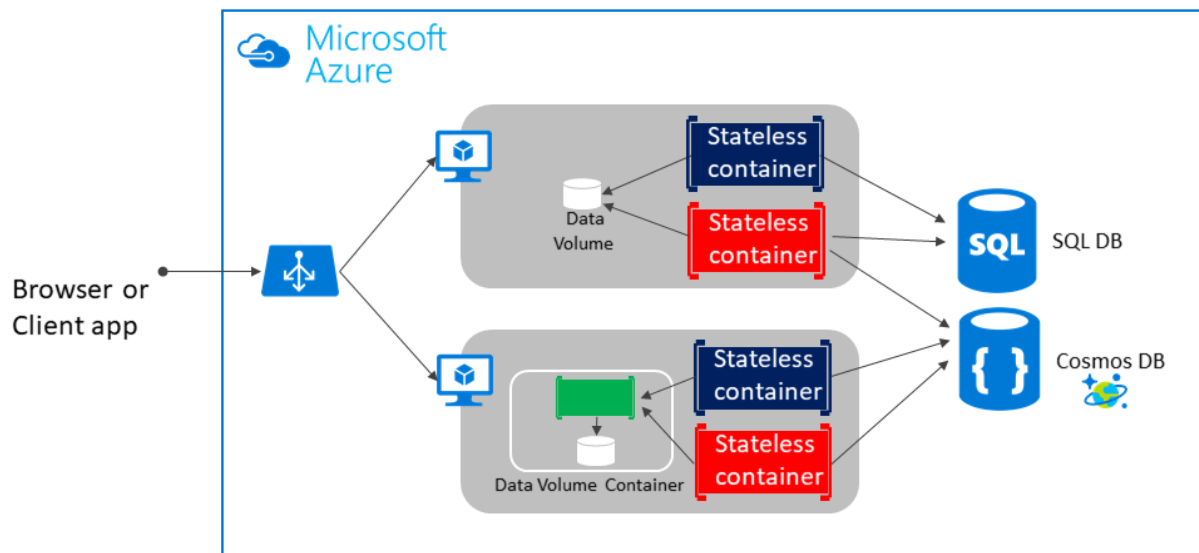 Microsoft
Azure
Stateless
container
Data
Volume
Stateless
container
SQL
SQL DB
Browser or
Client app
Stateless
container
{ }
Cosmos DB
Stateless
container
Data Volume Container